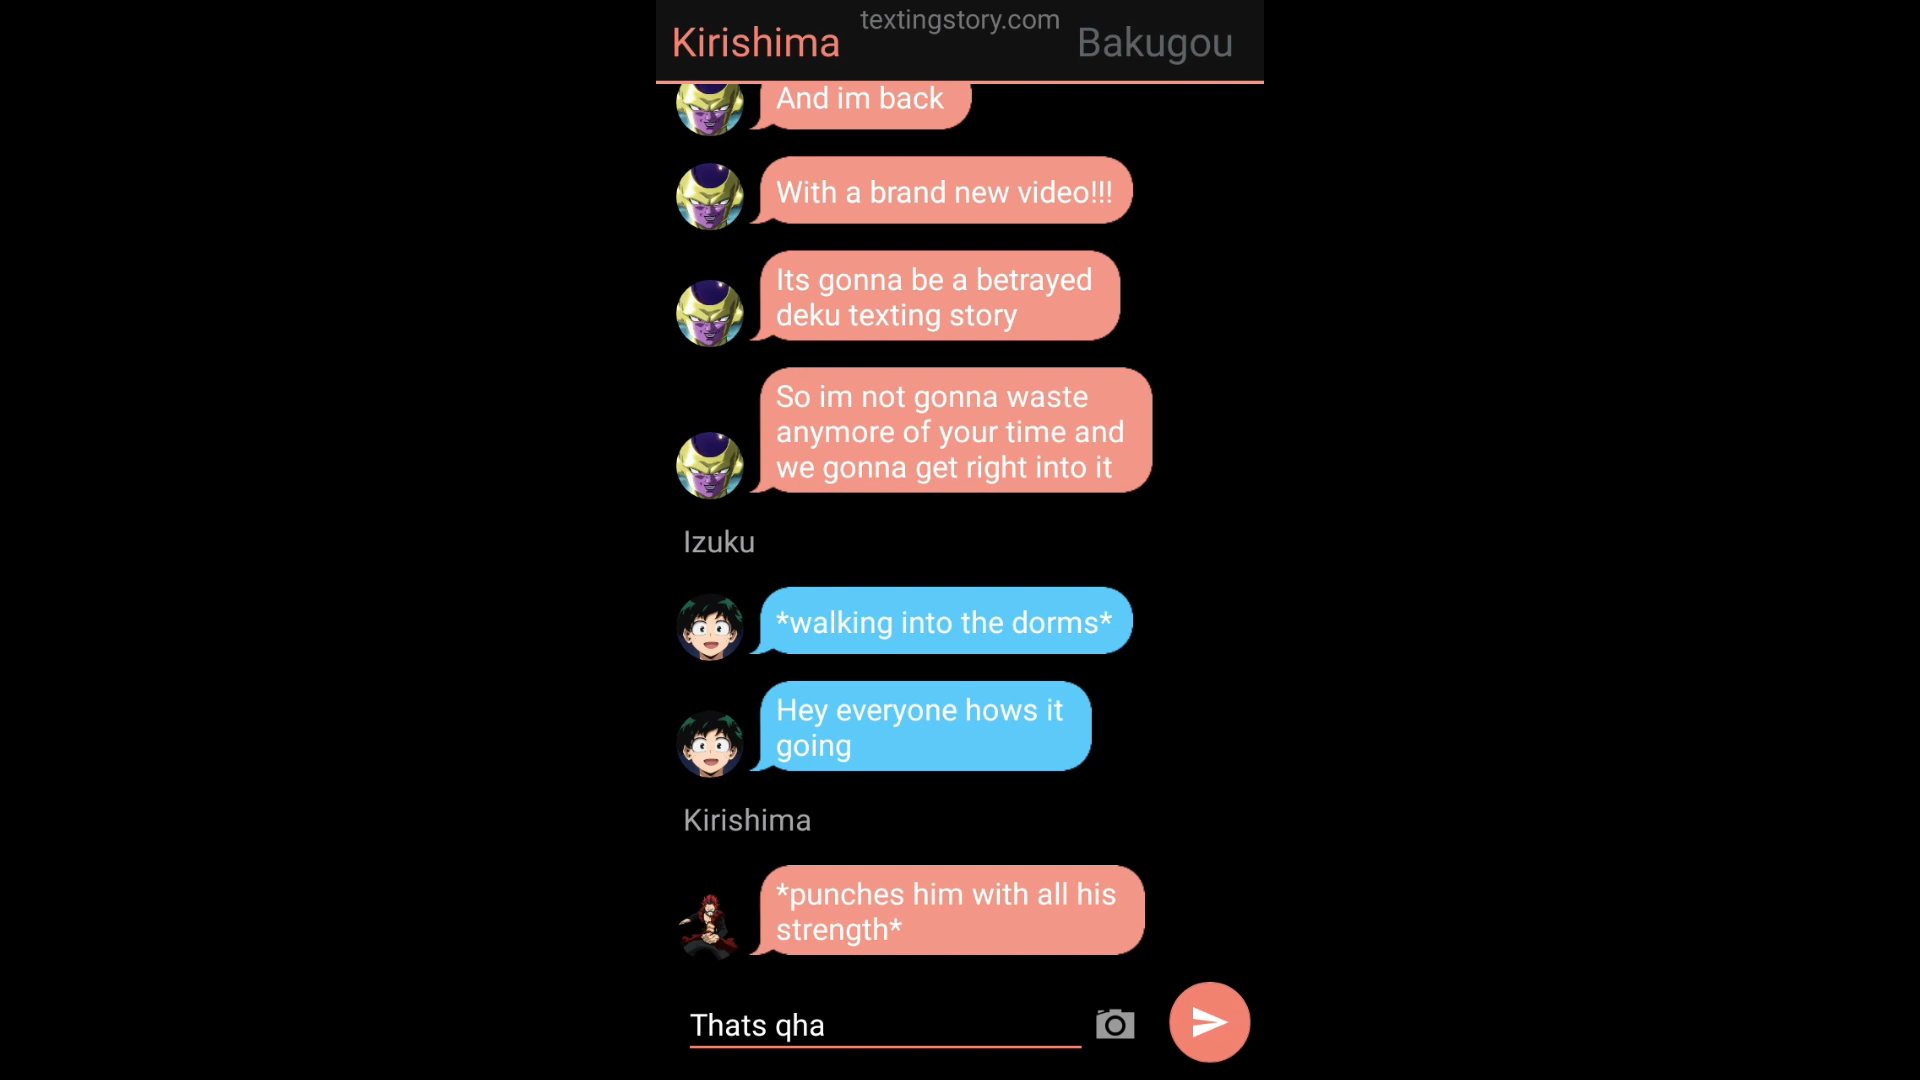 textingstory.com
Kirishima
Bakugou
And im back
With a brand new video!!!
Its gonna be a betrayed
deku texting story
So im not gonna waste
anymore of your time and
we gonna get right into it
Izuku
*walking into the dorms*
Hey everyone hows it
going
Kirishima
*punches him with all his
strength*
Thats qha